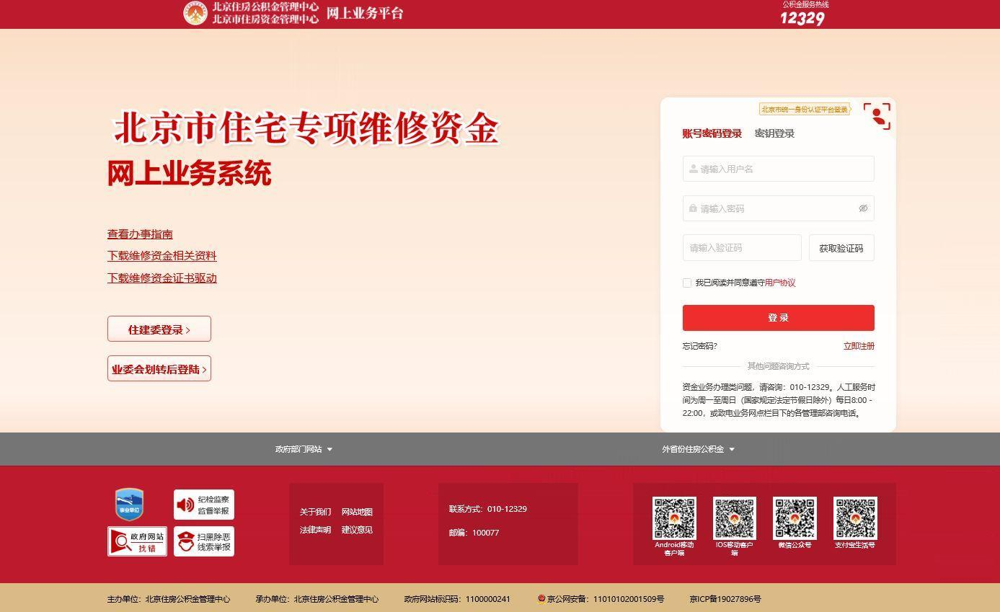 北京住房公积金管理中心
北京市住房资金管理中心
网上业务平台
公积金服务热线
12329
北京市住宅专项维修资金
网上业务系统
查看办事指南
下载维修资金相关资料
下载维修资金证书驱动
住建委登录 >
业委会划转后登陆 >
北京市统一身份认证平台登录
账号密码登录 密钥登录
请输入用户名
请输入密码
请输入验证码 获取验证码
我已阅读并同意遵守用户协议
登 录
忘记密码? 立即注册
其他问题咨询方式
资金业务办理类问题，请咨询：010-12329。人工服务时
间为周一至周日（国家规定法定节假日除外）每日8:00 -
22:00，或致电业务网点栏目下的各管理部咨询电话。
政府部门网站 外省份住房公积金
事业单位
纪检监察
监督举报
政府网站
找错
扫黑除恶
线索举报
关于我们 网站地图
法律声明 建议意见
联系方式：010-12329
邮编：100077
Android移动
客户端
IOS移动客户
端
微信公众号
支付宝生活号
主办单位：北京住房公积金管理中心 承办单位：北京住房公积金管理中心 政府网站标识码：1100000241 京公网安备：11010102001509号 京ICP备19027896号